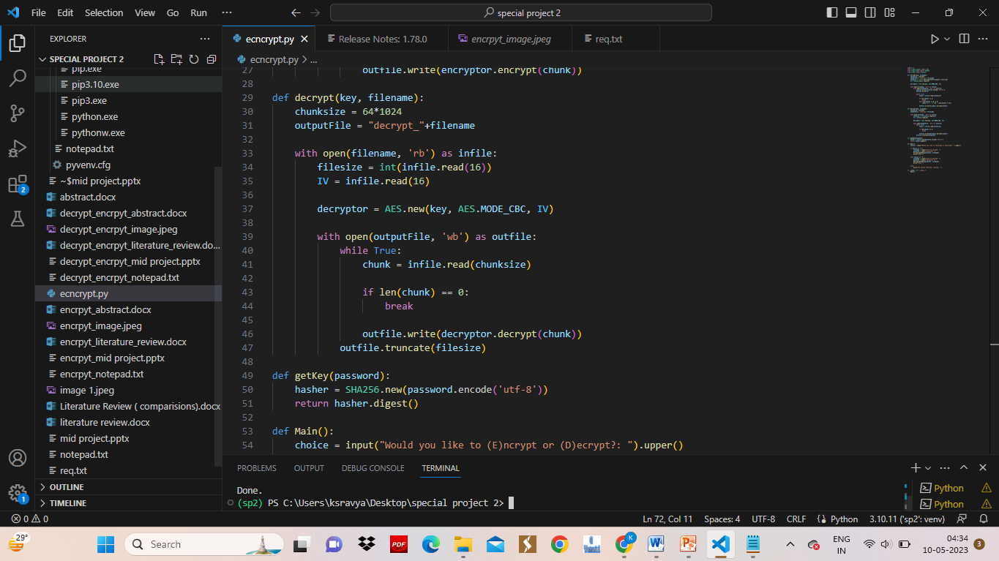 File Edit Selection View Go Run ··· special project 2
EXPLORER ···
ecncrypt.py
Release Notes: 1.78.0
encrpyt_image.jpeg
req.txt
SPECIAL PROJECT 2
ecncrypt.py > ...
pip.exe
pip3.10.exe
pip3.exe
python.exe
pythonw.exe
notepad.txt
pyvenv.cfg
~$mid project.pptx
abstract.docx
decrypt_encrpyt_abstract.docx
decrypt_encrpyt_image.jpeg
decrypt_encrpyt_literature_review.do...
decrypt_encrpyt_mid project.pptx
decrypt_encrpyt_notepad.txt
ecncrypt.py
encrpyt_abstract.docx
encrpyt_image.jpeg
encrpyt_literature_review.docx
encrpyt_mid project.pptx
encrpyt_notepad.txt
image 1.jpeg
Literature Review ( comparisions).docx
literature review.docx
mid project.pptx
notepad.txt
req.txt
OUTLINE
TIMELINE
27 outfile.write(encryptor.encrypt(chunk))
28
29 def decrypt(key, filename):
30 chunksize = 64*1024
31 outputFile = "decrypt_"+filename
32
33 with open(filename, 'rb') as infile:
34 filesize = int(infile.read(16))
35 IV = infile.read(16)
36
37 decryptor = AES.new(key, AES.MODE_CBC, IV)
38
39 with open(outputFile, 'wb') as outfile:
40 while True:
41 chunk = infile.read(chunksize)
42
43 if len(chunk) == 0:
44 break
45
46 outfile.write(decryptor.decrypt(chunk))
47 outfile.truncate(filesize)
48
49 def getKey(password):
50 hasher = SHA256.new(password.encode('utf-8'))
51 return hasher.digest()
52
53 def Main():
54 choice = input("Would you like to (E)ncrypt or (D)ecrypt?: ").upper()
PROBLEMS OUTPUT DEBUG CONSOLE TERMINAL
Done.
(sp2) PS C:\Users\ksravya\Desktop\special project 2>
Python
Python
2
1
0 0 Ln 72, Col 11 Spaces: 4 UTF-8 CRLF Python 3.10.11 ('sp2': venv)
29° Search PDF K W P ENG 04:34
IN 10-05-2023 3